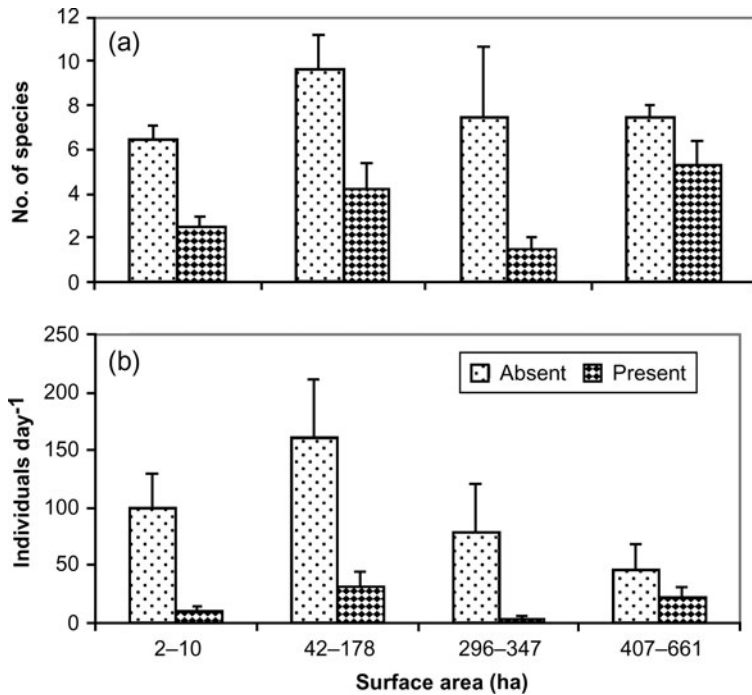 (a)
No. of species
12
10
8
6
4
2
0
(b)
Absent Present
Individuals day-1
250
200
150
100
50
0
2–10 42–178 296–347 407–661
Surface area (ha)